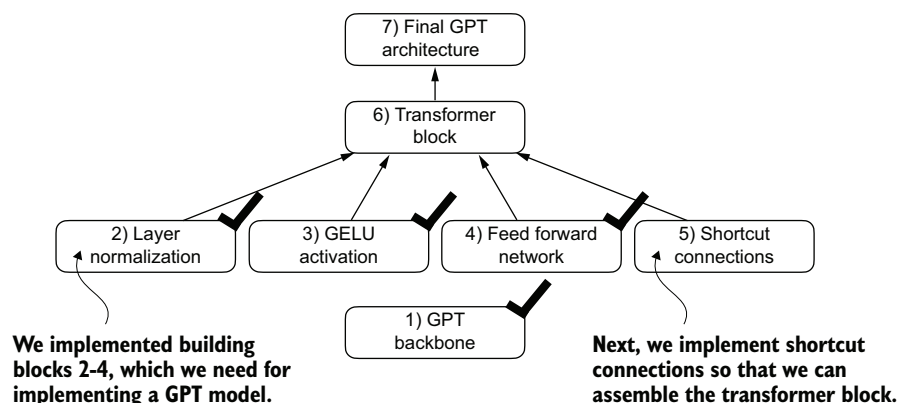 7) Final GPT
architecture
6) Transformer
block
2) Layer
normalization
3) GELU
activation
4) Feed forward
network
5) Shortcut
connections
1) GPT
backbone
We implemented building
blocks 2-4, which we need for
implementing a GPT model.
Next, we implement shortcut
connections so that we can
assemble the transformer block.